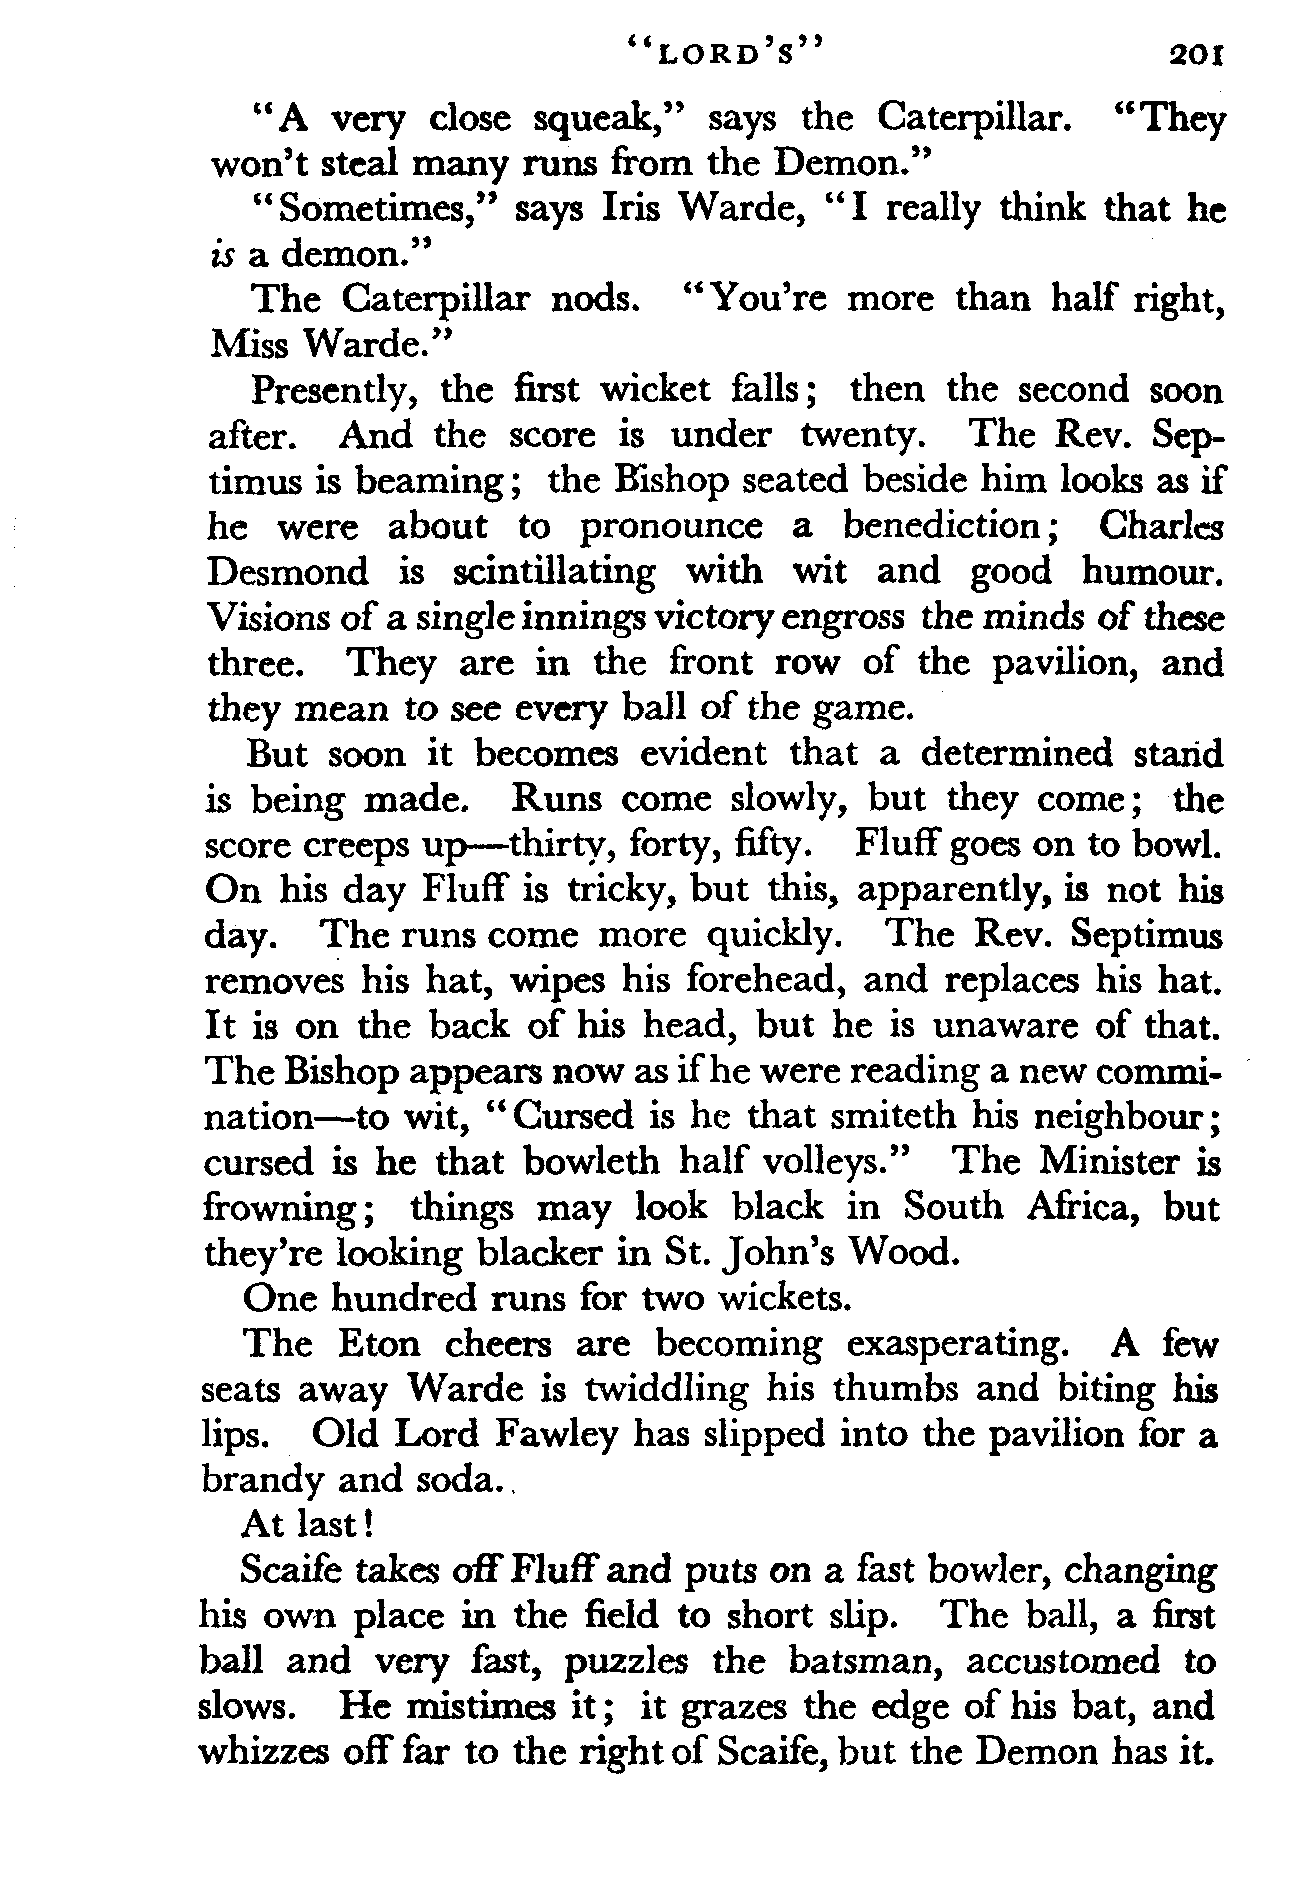 "LORD'S" 201
"A very close squeak," says the Caterpillar. "They
won't steal many runs from the Demon."
"Sometimes," says Iris Warde, "I really think that he
is a demon."
The Caterpillar nods. "You're more than half right,
Miss Warde."
Presently, the first wicket falls; then the second soon
after. And the score is under twenty. The Rev. Sep-
timus is beaming; the Bishop seated beside him looks as if
he were about to pronounce a benediction; Charles
Desmond is scintillating with wit and good humour.
Visions of a single innings victory engross the minds of these
three. They are in the front row of the pavilion, and
they mean to see every ball of the game.
But soon it becomes evident that a determined stand
is being made. Runs come slowly, but they come; the
score creeps up—thirty, forty, fifty. Fluff goes on to bowl.
On his day Fluff is tricky, but this, apparently, is not his
day. The runs come more quickly. The Rev. Septimus
removes his hat, wipes his forehead, and replaces his hat.
It is on the back of his head, but he is unaware of that.
The Bishop appears now as if he were reading a new commi-
nation—to wit, "Cursed is he that smiteth his neighbour;
cursed is he that bowleth half volleys." The Minister is
frowning; things may look black in South Africa, but
they're looking blacker in St. John's Wood.
One hundred runs for two wickets.
The Eton cheers are becoming exasperating. A few
seats away Warde is twiddling his thumbs and biting his
lips. Old Lord Fawley has slipped into the pavilion for a
brandy and soda.
At last!
Scaife takes off Fluff and puts on a fast bowler, changing
his own place in the field to short slip. The ball, a first
ball and very fast, puzzles the batsman, accustomed to
slows. He mistimes it; it grazes the edge of his bat, and
whizzes off far to the right of Scaife, but the Demon has it.